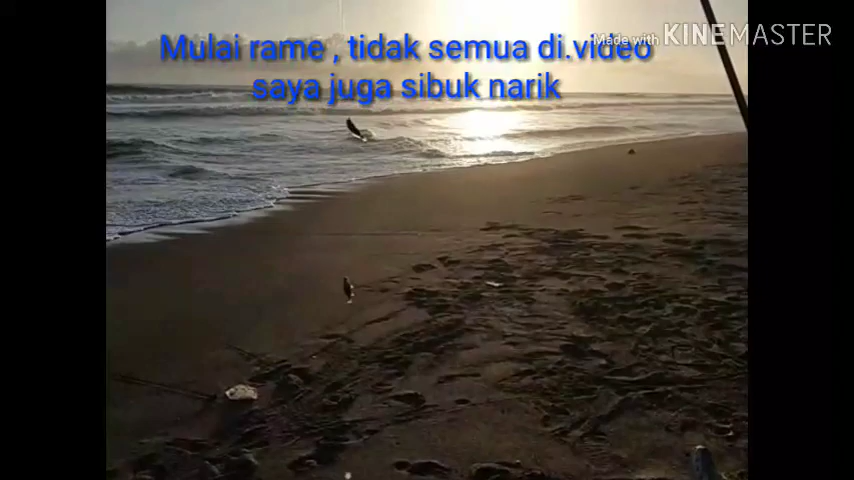 Mulai rame , tidak semua di.video
saya juga sibuk narik
Made with KINEMASTER